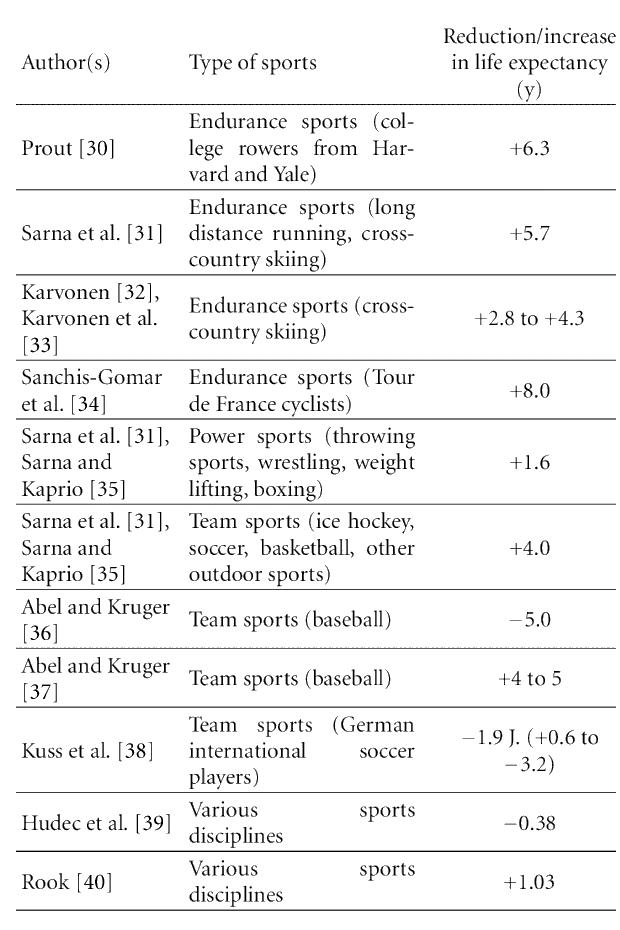 Author(s) Type of sports Reduction/increase
in life expectancy
(y)
Prout [30] Endurance sports (col-
lege rowers from Har-
vard and Yale) +6.3
Sarna et al. [31] Endurance sports (long
distance running, cross-
country skiing) +5.7
Karvonen [32],
Karvonen et al.
[33] Endurance sports (cross-
country skiing) +2.8 to +4.3
Sanchis-Gomar
et al. [34] Endurance sports (Tour
de France cyclists) +8.0
Sarna et al. [31],
Sarna and
Kaprio [35] Power sports (throwing
sports, wrestling, weight
lifting, boxing) +1.6
Sarna et al. [31],
Sarna and
Kaprio [35] Team sports (ice hockey,
soccer, basketball, other
outdoor sports) +4.0
Abel and Kruger
[36] Team sports (baseball) −5.0
Abel and Kruger
[37] Team sports (baseball) +4 to 5
Kuss et al. [38] Team sports (German
international soccer
players) −1.9 J. (+0.6 to
−3.2)
Hudec et al. [39] Various sports
disciplines −0.38
Rook [40] Various sports
disciplines +1.03